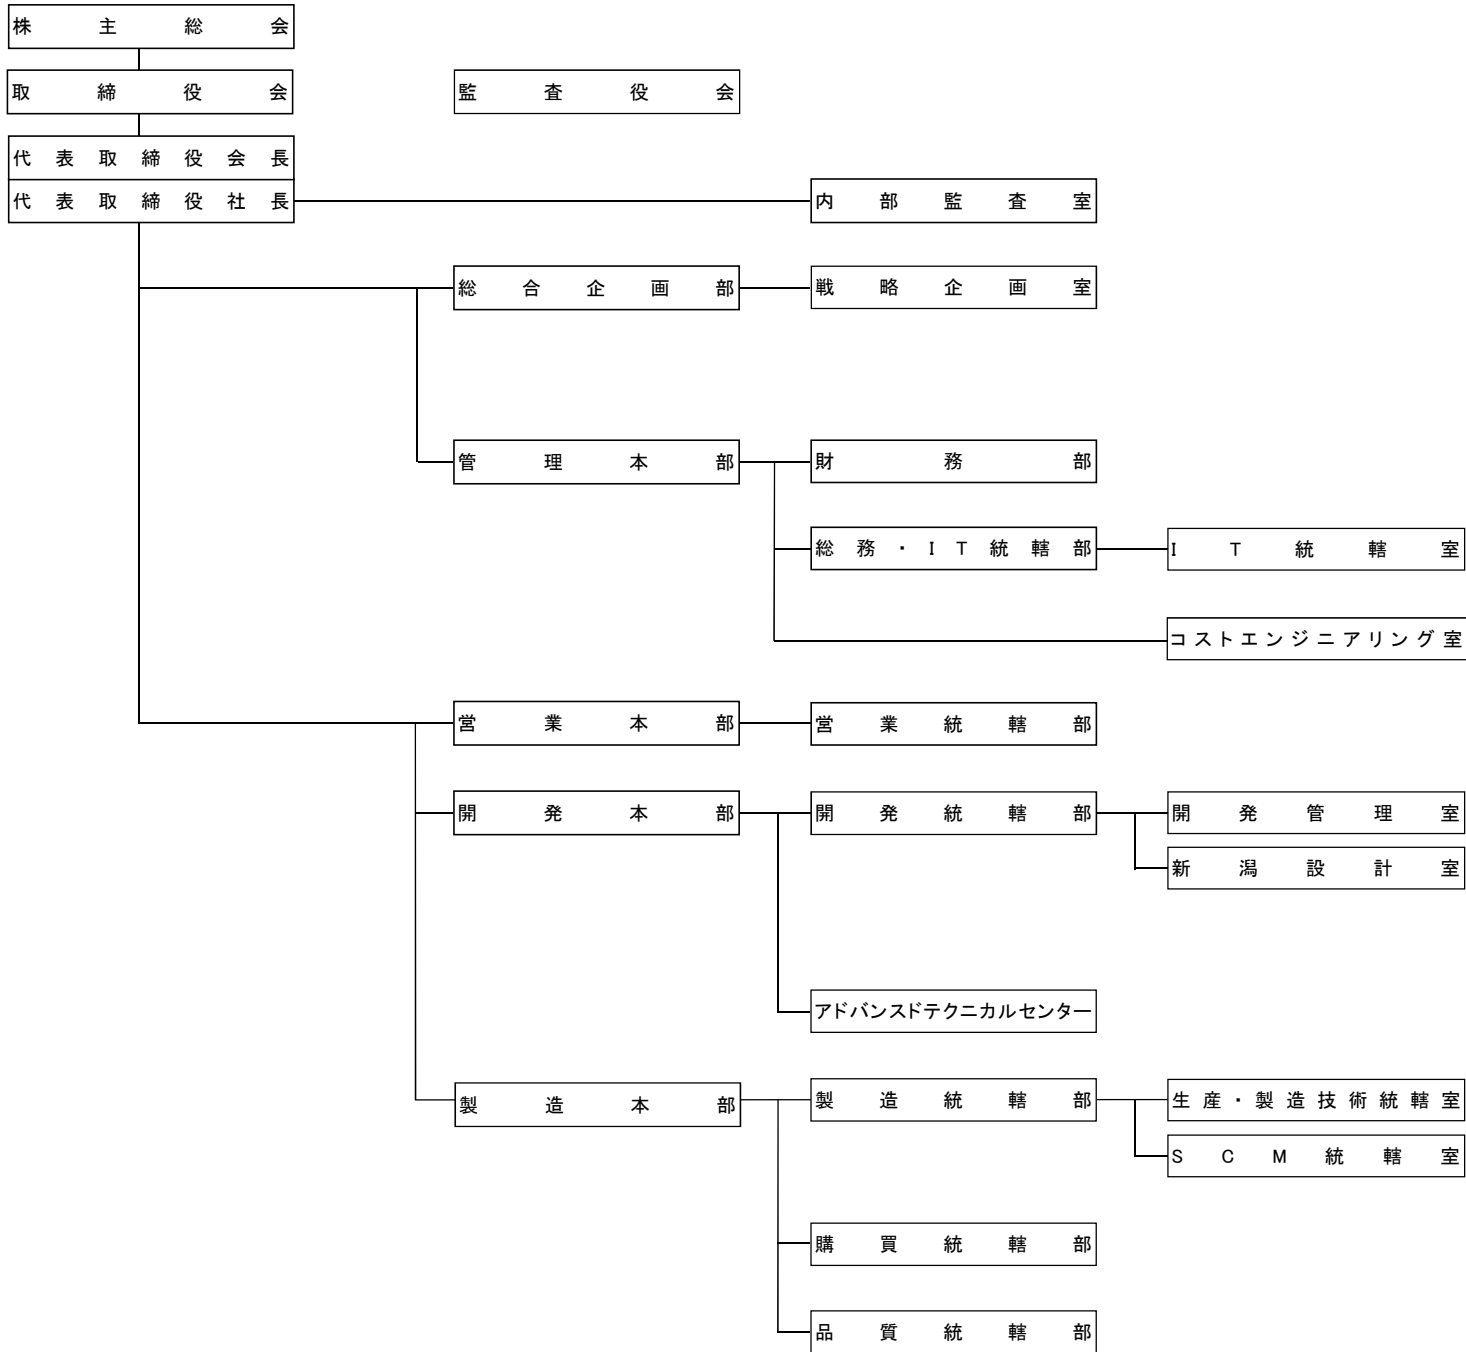 株主総会
取締役会
監査役会
代表取締役会長
代表取締役社長
内部監査室
総合企画部
戦略企画室
管理本部
財務部
総務・IT統轄部
IT統轄室
コストエンジニアリング室
営業本部
営業統轄部
開発本部
開発統轄部
開発管理室
新潟設計室
アドバンスドテクニカルセンター
製造本部
製造統轄部
生産・製造技術統轄室
SCM統轄室
購買統轄部
品質統轄部